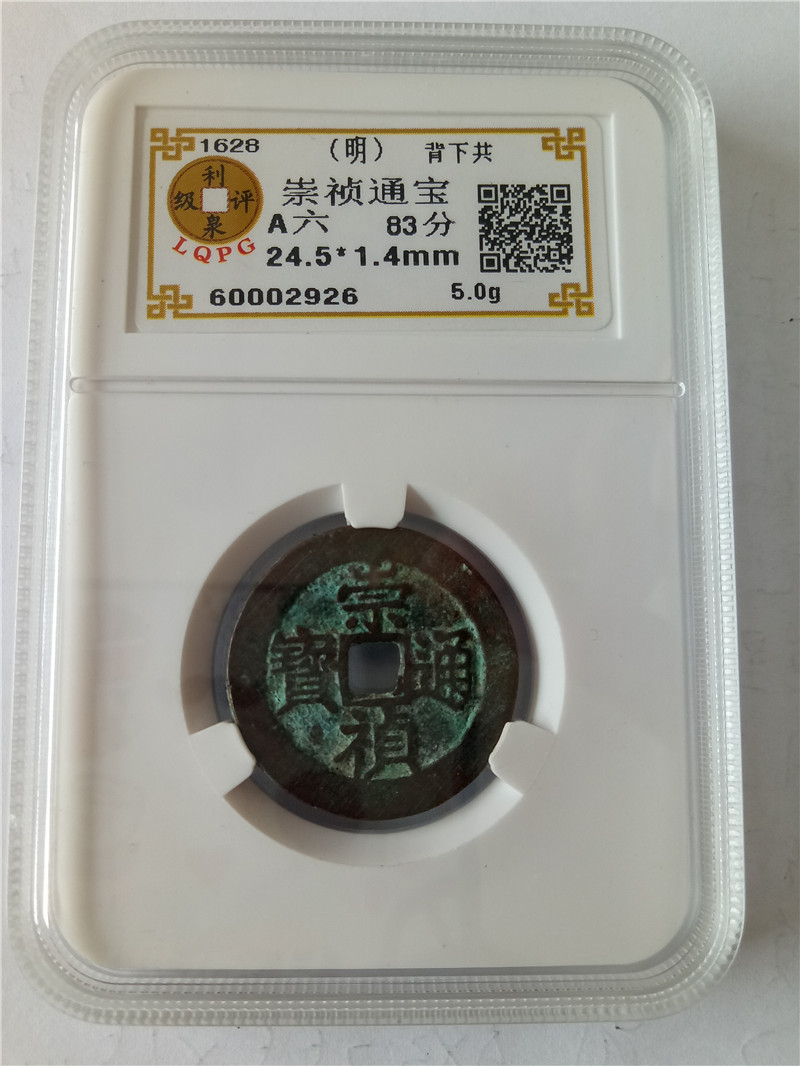 1628 （明） 背下共
利泉评级
LQPG
崇祯通宝
A六 83分
24.5*1.4mm
60002926 5.0g
崇
寶 通
祯